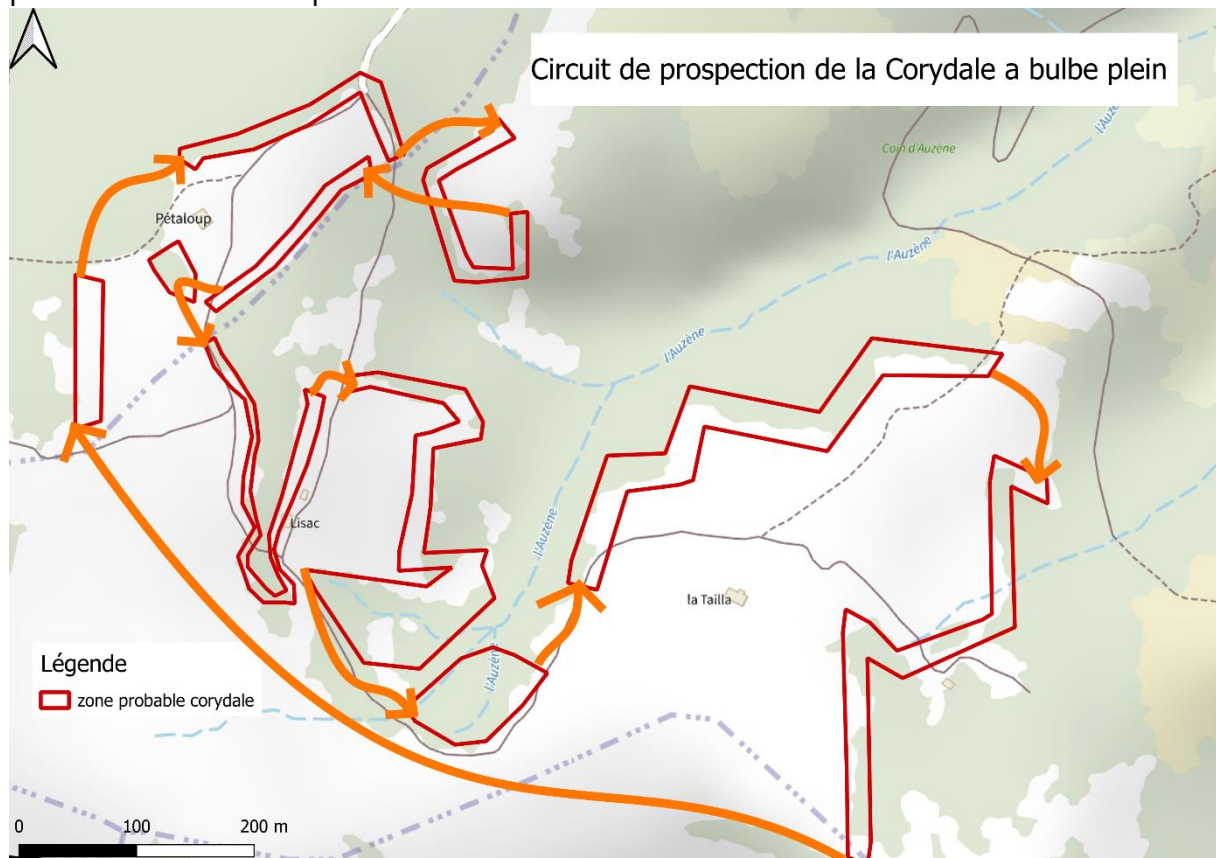 Circuit de prospection de la Corydale a bulbe plein
Coin d'Auzène
l'Auzène
Pétaloup
l'Auzène
l'Auzène
Lisac
la Tailla
l'Auzène
Légende
zone probable corydale
0 100 200 m